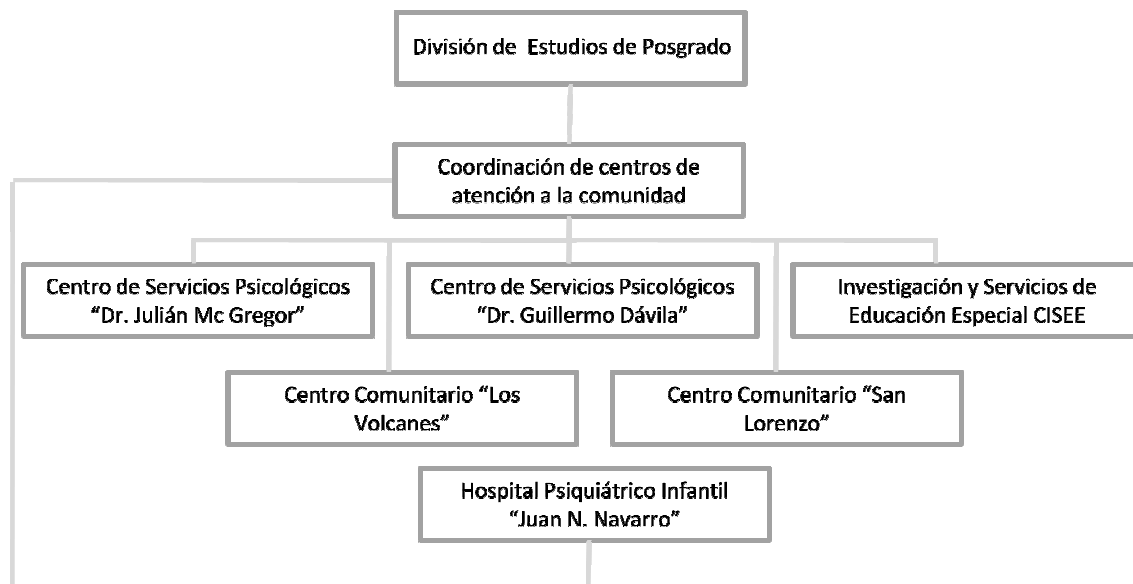 División de Estudios de Posgrado
Coordinación de centros de
atención a la comunidad
Centro de Servicios Psicológicos
“Dr. Julián Mc Gregor”
Centro de Servicios Psicológicos
“Dr. Guillermo Dávila”
Investigación y Servicios de
Educación Especial CISEE
Centro Comunitario “Los
Volcanes”
Centro Comunitario “San
Lorenzo”
Hospital Psiquiátrico Infantil
“Juan N. Navarro”